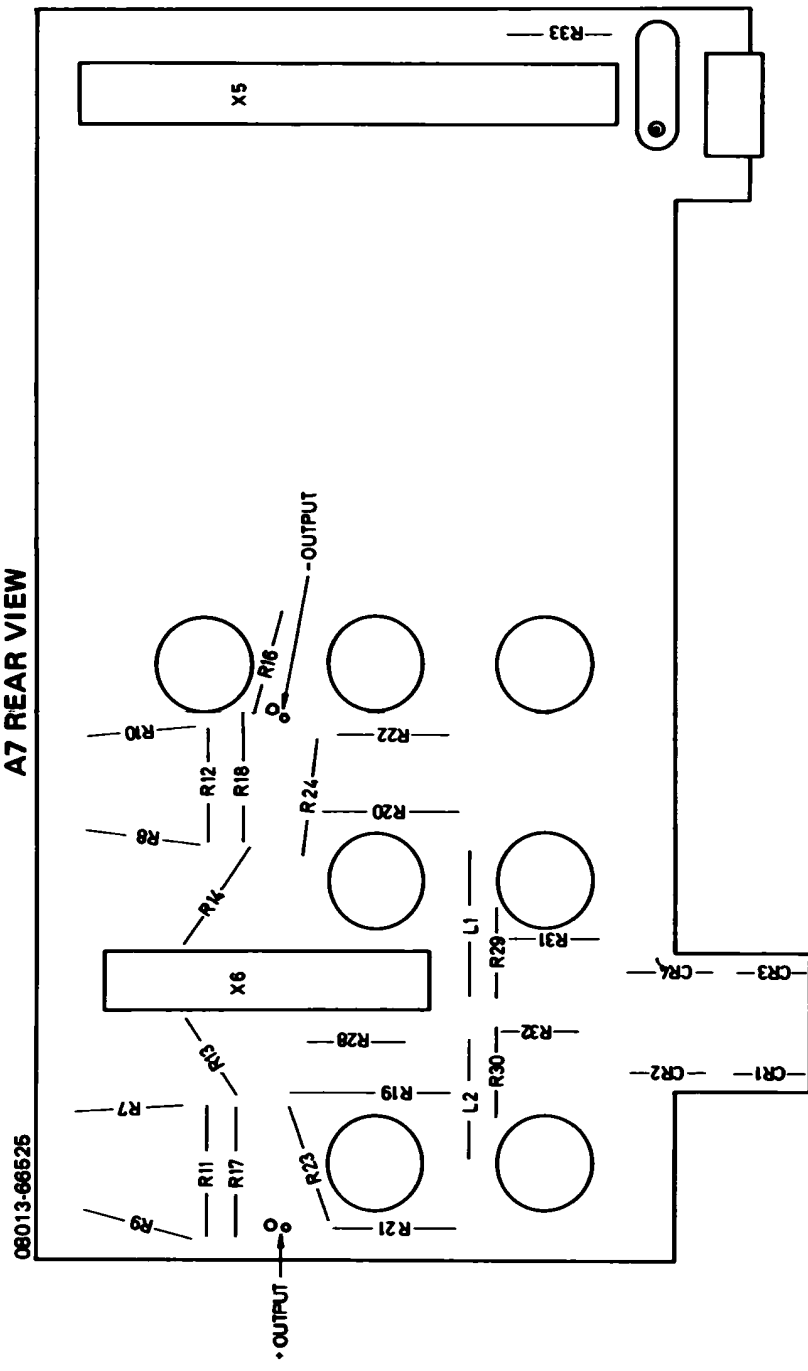 08013-66525
A7 REAR VIEW
R9
R7
R8
R10
R11
R17
R13
R14
R12
R18
R16
X6
X5
R33
+OUTPUT
-OUTPUT
R23
R24
R21
R19
R28
R20
R22
L2
L1
R30
R29
R32
R31
CR2
CR4
CR1
CR3